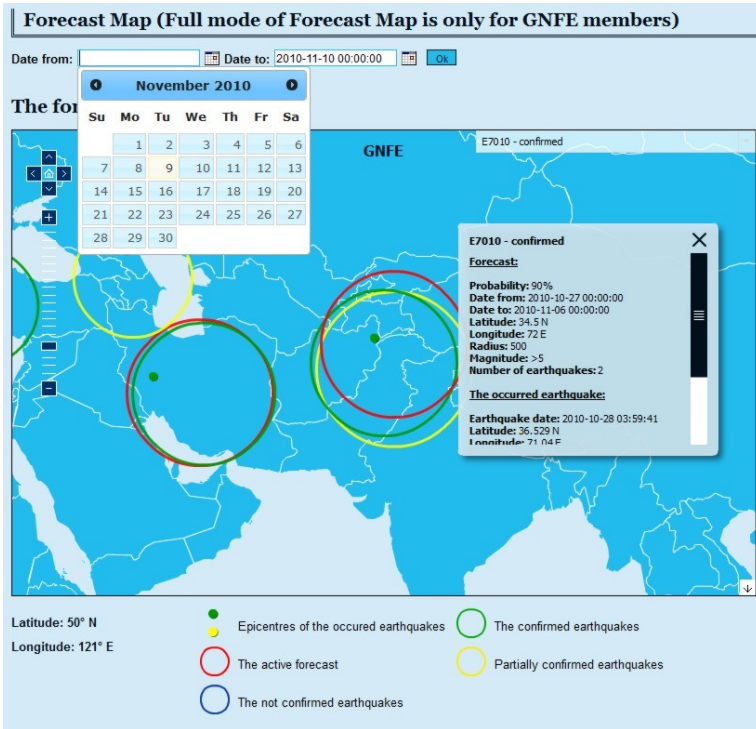 Forecast Map (Full mode of Forecast Map is only for GNFE members)
Date from: Date to: 2010-11-10 00:00:00 Ok
November 2010
Su Mo Tu We Th Fr Sa
1 2 3 4 5 6
7 8 9 10 11 12 13
14 15 16 17 18 19 20
21 22 23 24 25 26 27
28 29 30
The for
GNFE
E7010 - confirmed
E7010 - confirmed
Forecast:
Probability: 90%
Date from: 2010-10-27 00:00:00
Date to: 2010-11-06 00:00:00
Latitude: 34.5 N
Longitude: 72 E
Radius: 500
Magnitude: >5
Number of earthquakes: 2
The occurred earthquake:
Earthquake date: 2010-10-28 03:59:41
Latitude: 36.529 N
Longitude: 71.04 E
Latitude: 50° N
Longitude: 121° E
Epicentres of the occured earthquakes
The confirmed earthquakes
The active forecast
Partially confirmed earthquakes
The not confirmed earthquakes